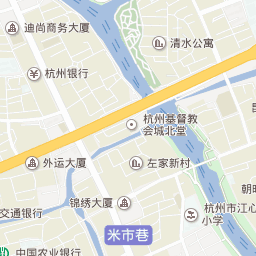 迪尚商务大厦
清水公寓
杭州银行
杭州基督教
会城北堂
外运大厦
左家新村
朝晖
锦绣大厦
杭州市江心
小学
交通银行
米市巷
中国农业银行